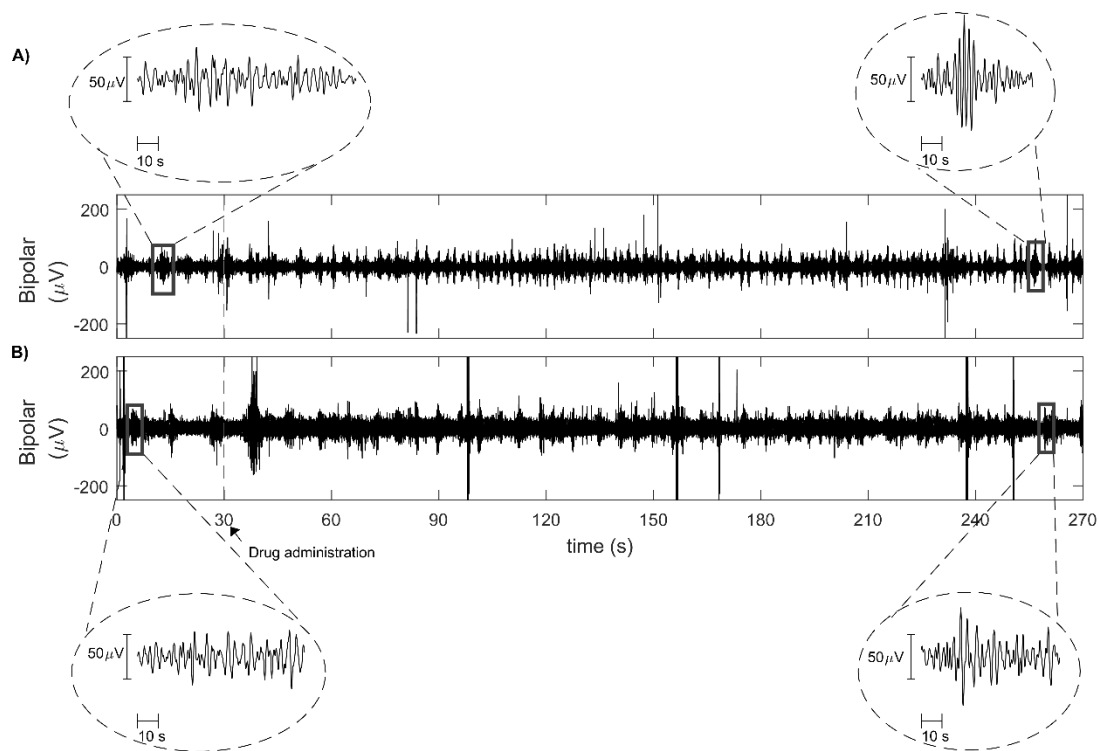 A)
50μV
10 s
50μV
10 s
200
0
-200
Bipolar
(μV)
B)
200
0
-200
Bipolar
(μV)
0 30 60 90 120 150 180 210 240 270
time (s)
Drug administration
50μV
10 s
50μV
10 s